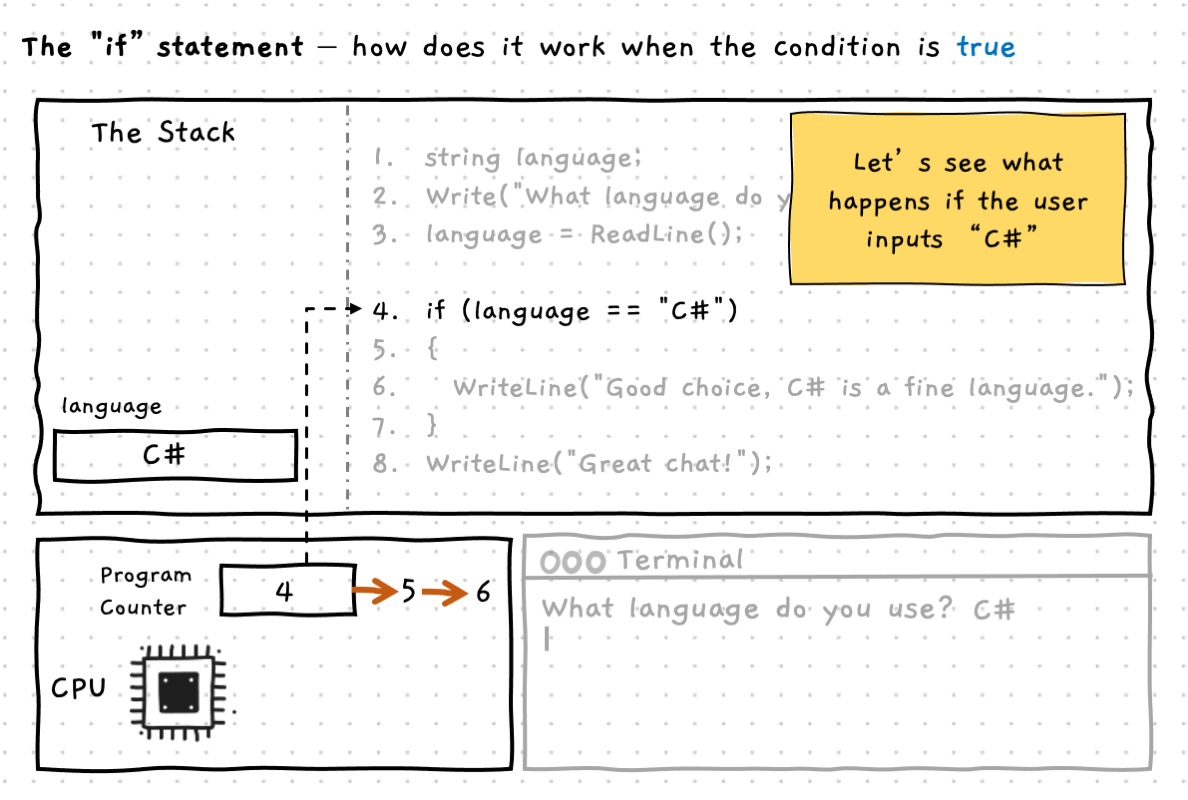 The "if” statement — how does it work when the condition is true
The Stack
1. string language;
2. Write("What language do y
3. language = ReadLine();
Let’ s see what
happens if the user
inputs “C#”
4. if (language == "C#")
5. {
6. WriteLine("Good choice, C# is a fine language.");
7. }
8. WriteLine("Great chat!");
language
C#
Program
Counter
4 5 6
CPU
Terminal
What language do you use? C#